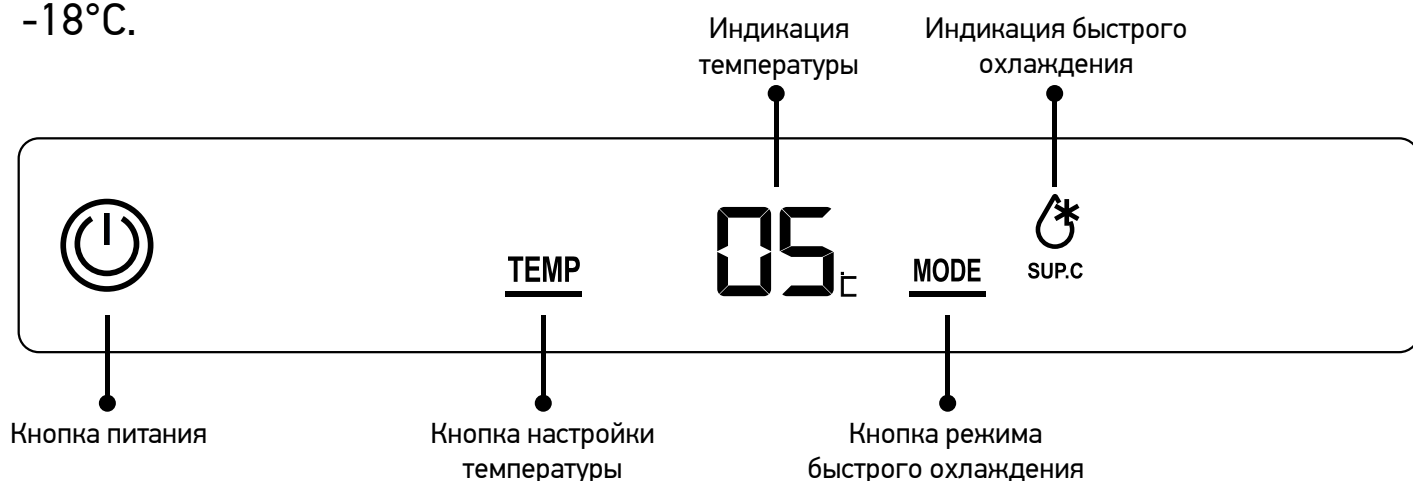 -18°C.
Индикация
температуры
Индикация быстрого
охлаждения
TEMP
05°C
MODE
SUP.C
Кнопка питания
Кнопка настройки
температуры
Кнопка режима
быстрого охлаждения